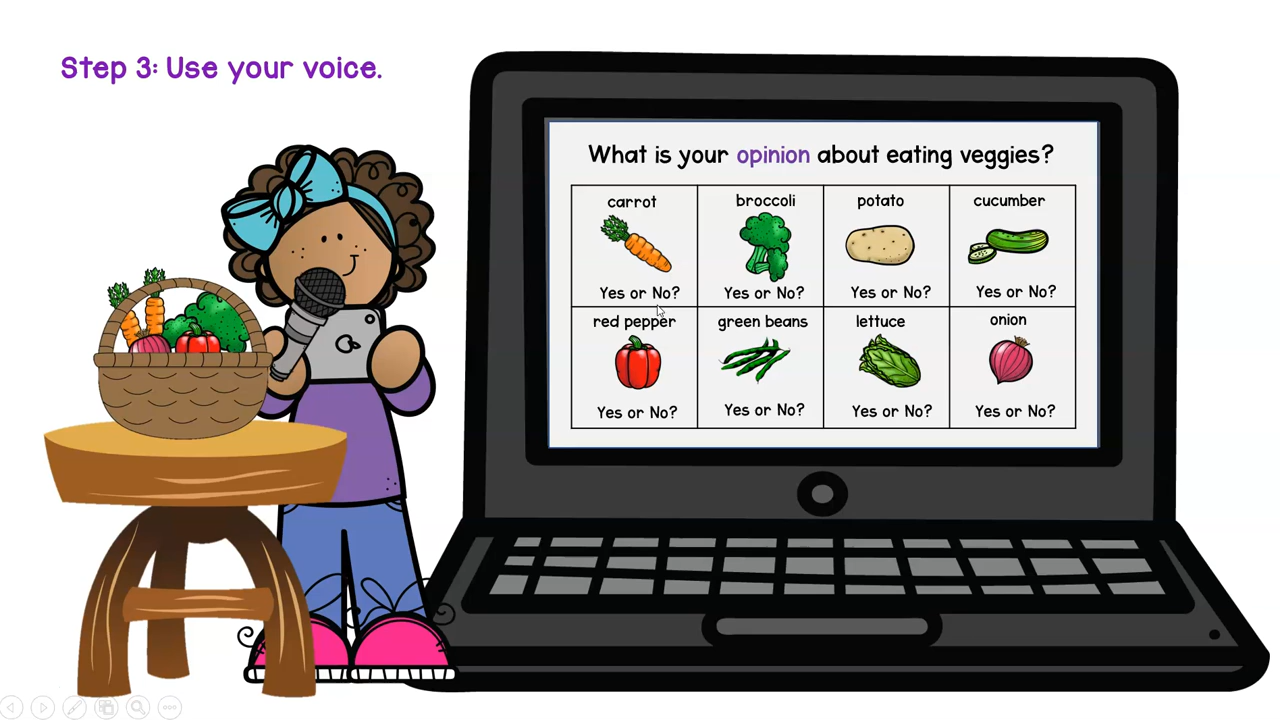 Step 3: Use your voice.
What is your opinion about eating veggies?
carrot
Yes or No?
broccoli
Yes or No?
potato
Yes or No?
cucumber
Yes or No?
red pepper
Yes or No?
green beans
Yes or No?
lettuce
Yes or No?
onion
Yes or No?